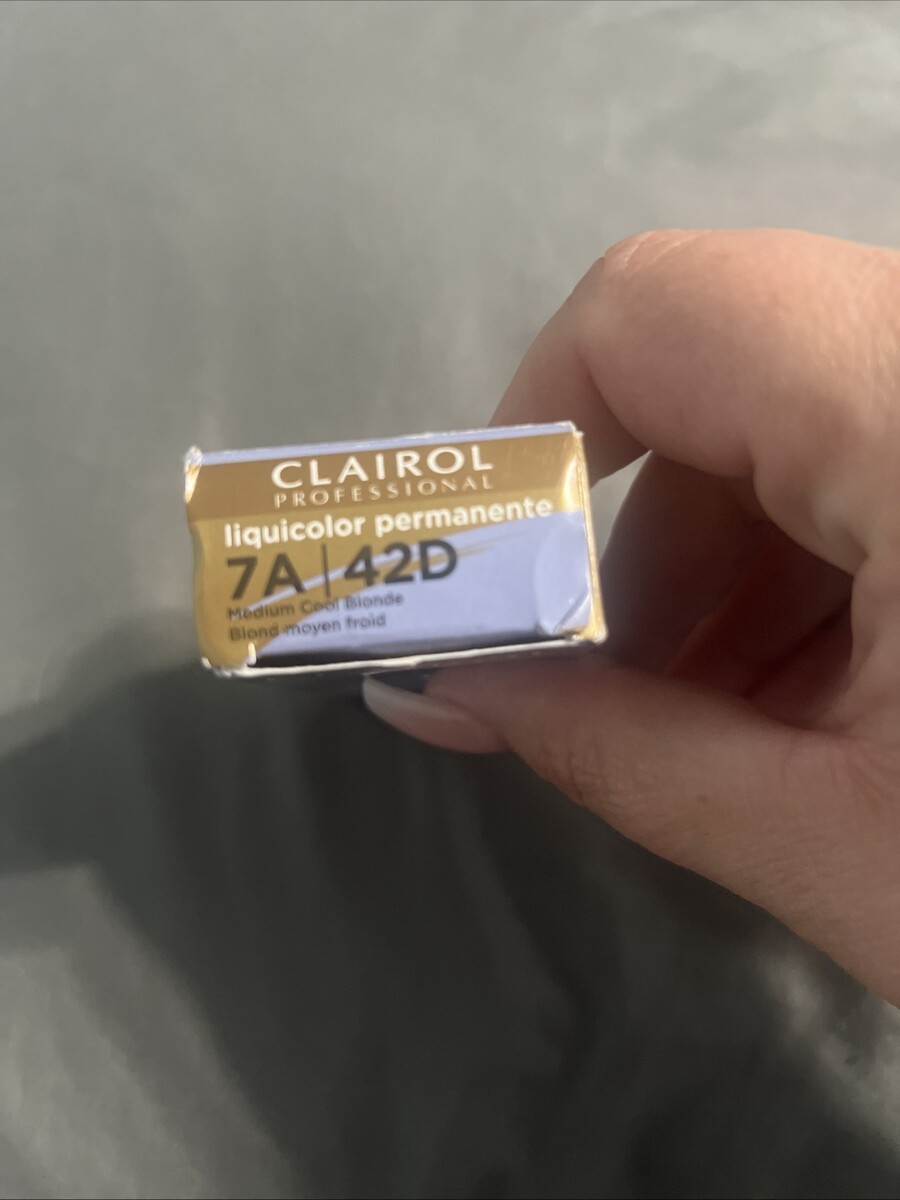 CLAIROL
PROFESSIONAL
liquicolor permanente
7A | 42D
Medium Cool Blonde
Blond moyen froid